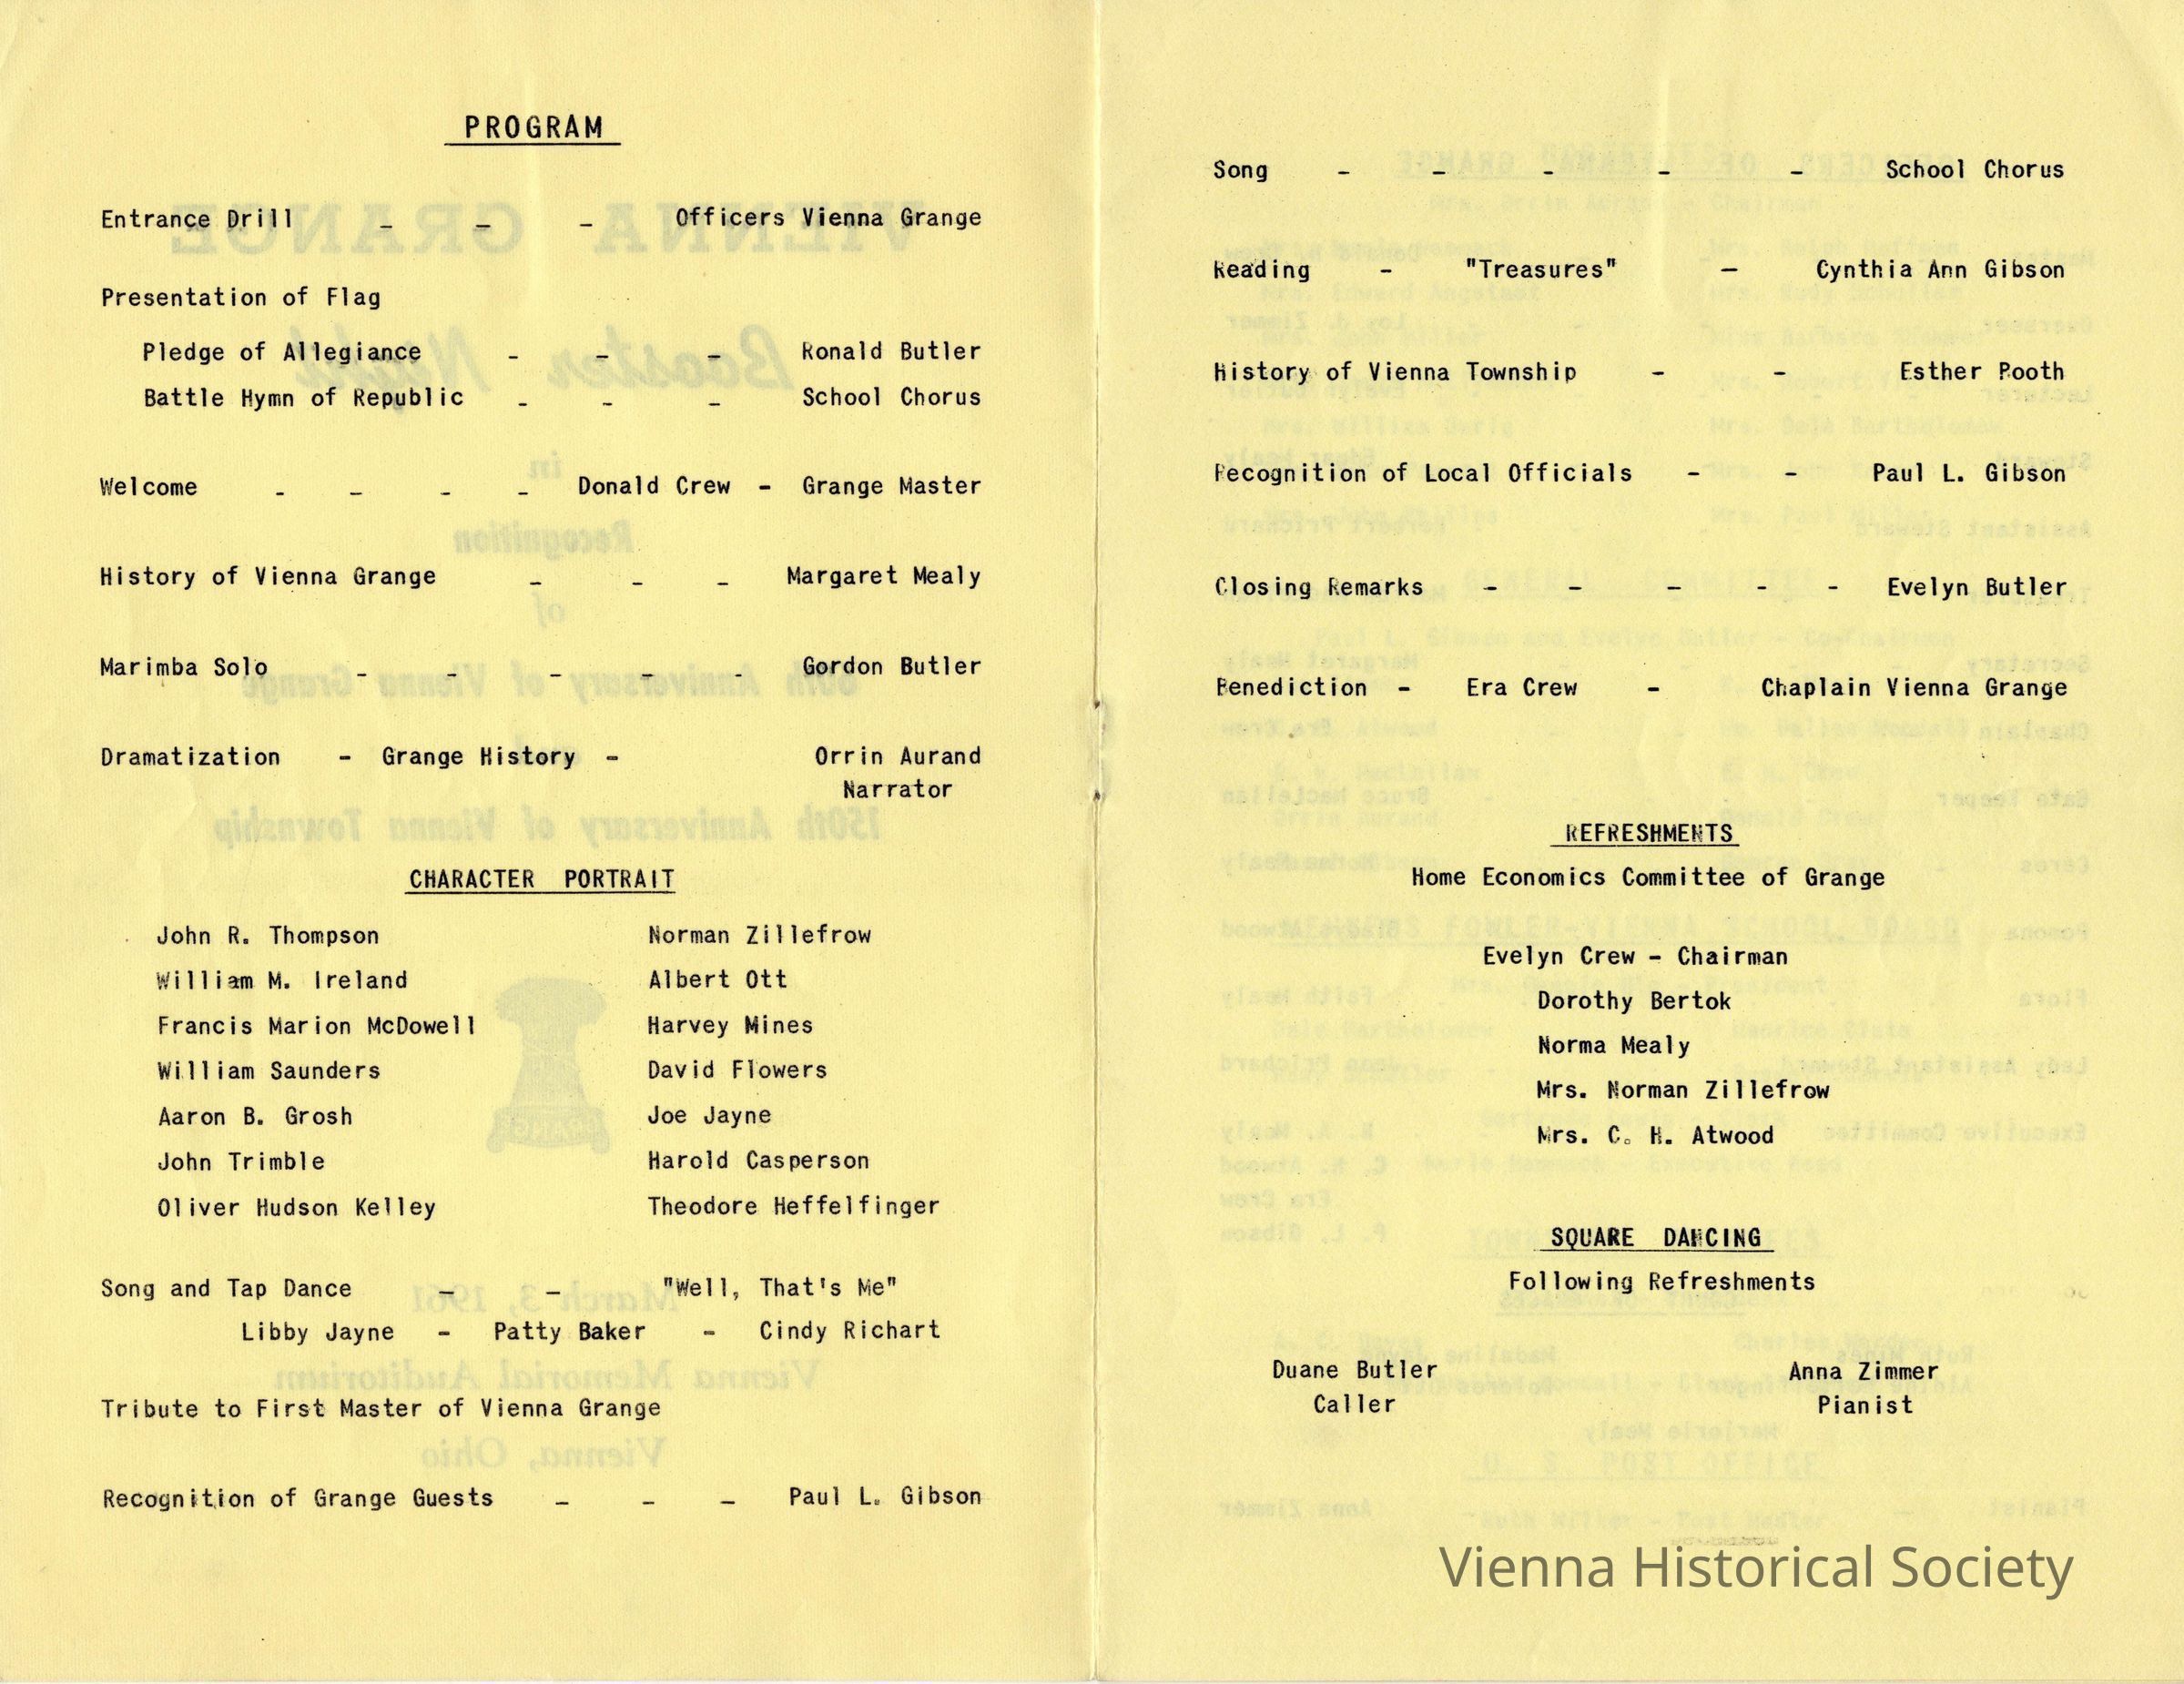 PROGRAM
Entrance Drill - - - Officers Vienna Grange
Presentation of Flag
Pledge of Allegiance - - - Ronald Butler
Battle Hymn of Republic - - - School Chorus
Welcome - - - - Donald Crew - Grange Master
History of Vienna Grange - - - Margaret Mealy
Marimba Solo - - - - - Gordon Butler
Dramatization - Grange History - Orrin Aurand
Narrator
CHARACTER PORTRAIT
John R. Thompson Norman Zillefrow
William M. Ireland Albert Ott
Francis Marion McDowell Harvey Mines
William Saunders David Flowers
Aaron B. Grosh Joe Jayne
John Trimble Harold Casperson
Oliver Hudson Kelley Theodore Heffelfinger
Song and Tap Dance - - "Well, That's Me"
Libby Jayne - Patty Baker - Cindy Richart
Tribute to First Master of Vienna Grange
Recognition of Grange Guests - - - Paul L. Gibson
Song - - - - - School Chorus
Reading - "Treasures" - Cynthia Ann Gibson
History of Vienna Township - - Esther Pooth
Recognition of Local Officials - - Paul L. Gibson
Closing Remarks - - - - - Evelyn Butler
Benediction - Era Crew - Chaplain Vienna Grange
REFRESHMENTS
Home Economics Committee of Grange
Evelyn Crew - Chairman
Dorothy Bertok
Norma Mealy
Mrs. Norman Zillefrow
Mrs. C. H. Atwood
SQUARE DANCING
Following Refreshments
Duane Butler Anna Zimmer
Caller Pianist
Vienna Historical Society